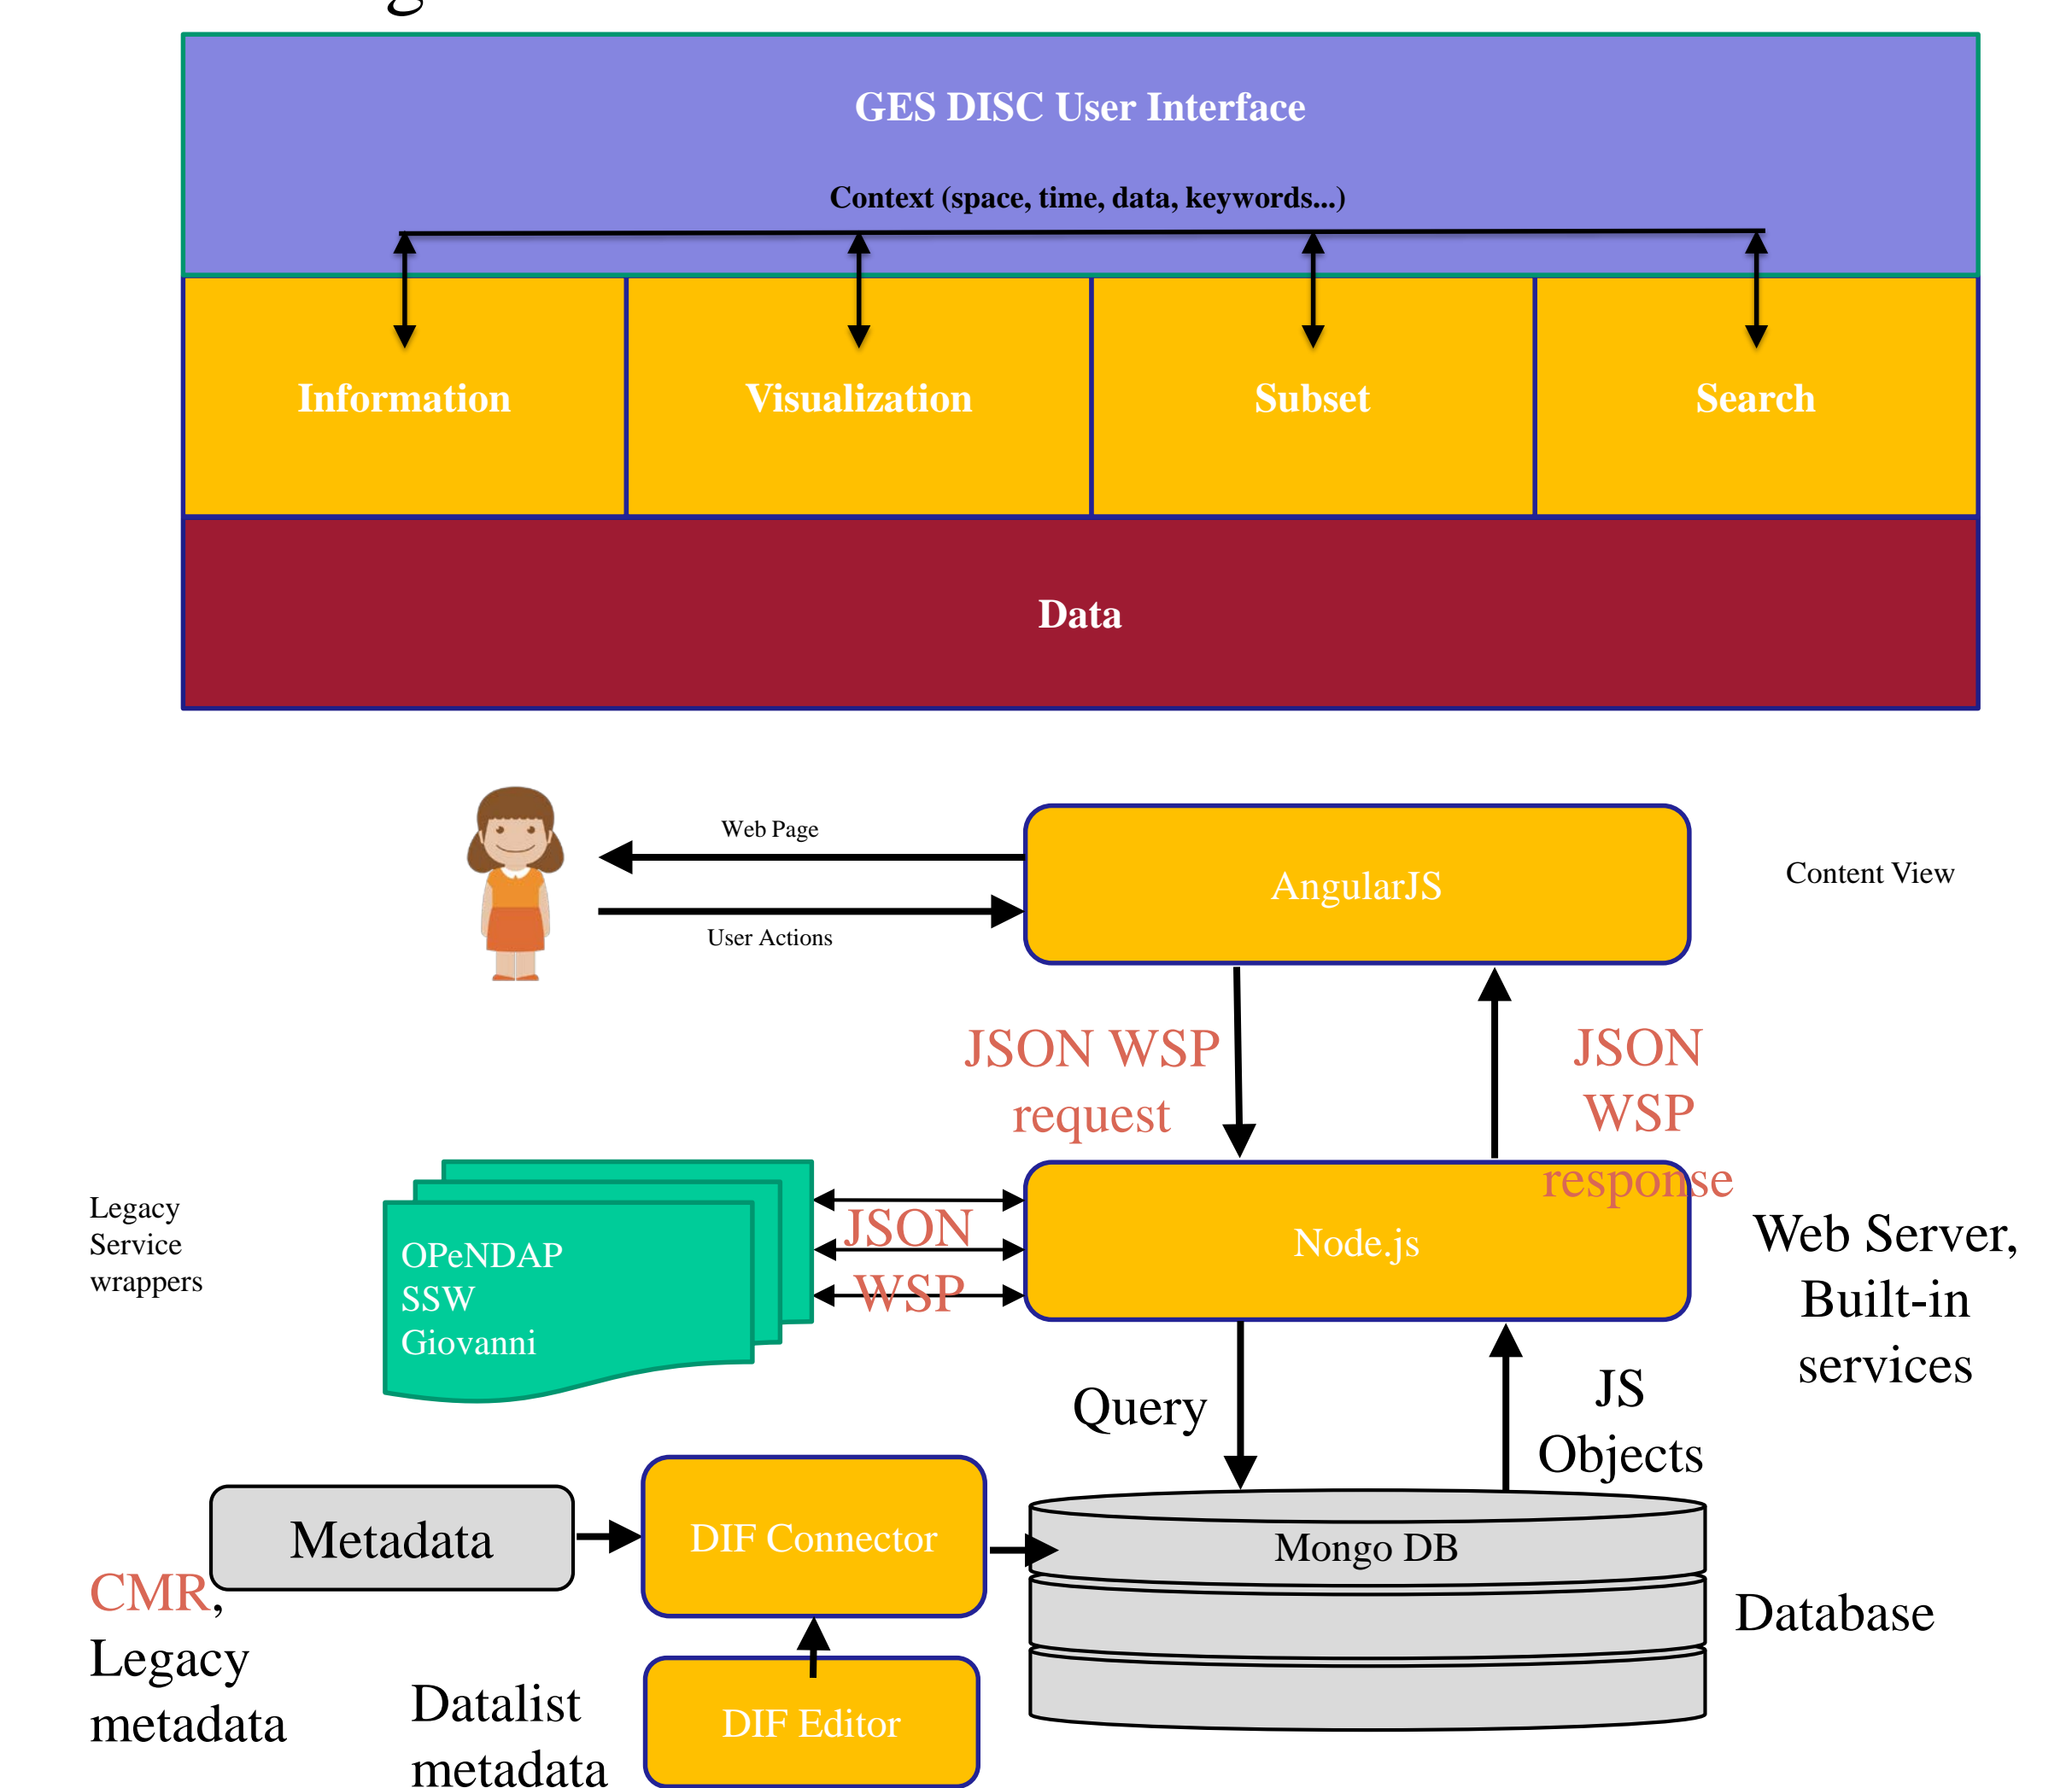 GES DISC User Interface
Context (space, time, data, keywords...)
Information
Visualization
Subset
Search
Data
Web Page
User Actions
AngularJS
Content View
JSON WSP
request
JSON
WSP
response
Legacy
Service
wrappers
OPeNDAP
SSW
Giovanni
JSON
WSP
Node.js
Web Server,
Built-in
services
Query
JS
Objects
Metadata
CMR,
Legacy
metadata
DIF Connector
Mongo DB
Database
Datalist
metadata
DIF Editor